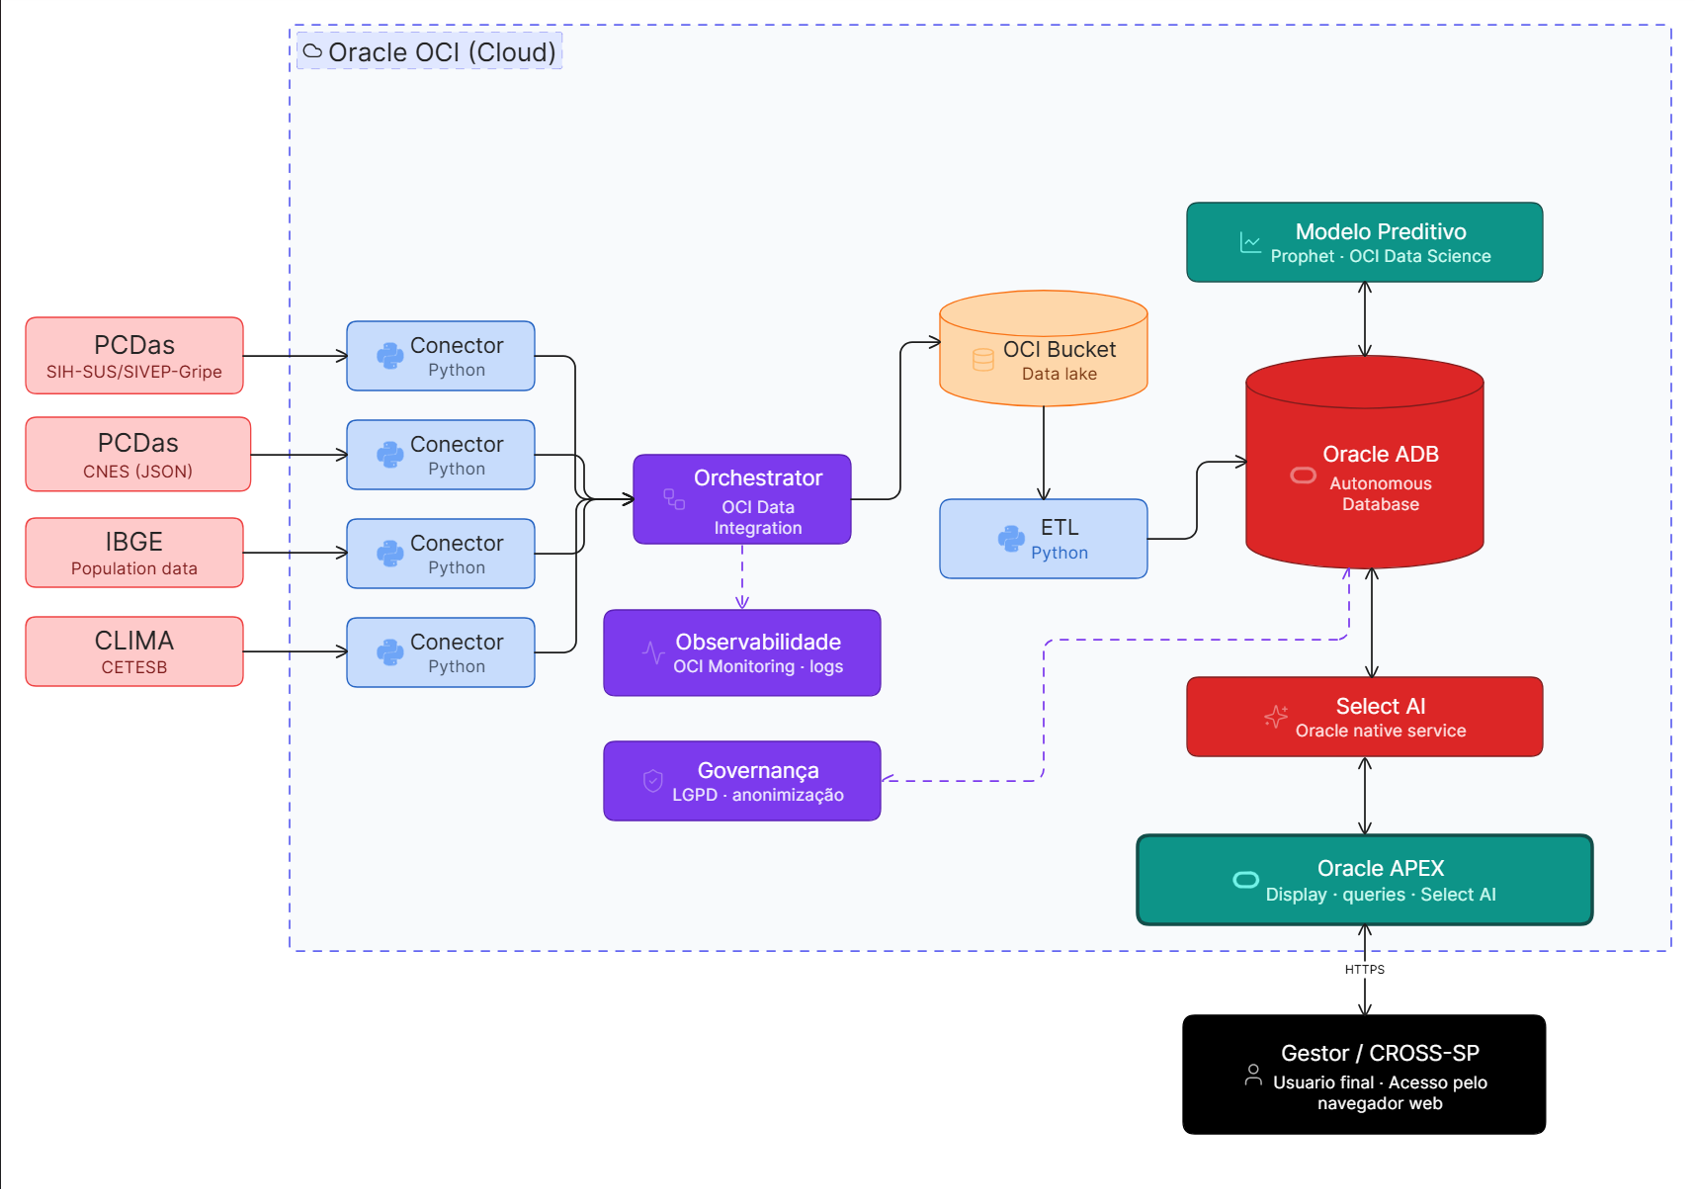 Oracle OCI (Cloud)
Modelo Preditivo
Prophet · OCI Data Science
PCDas
SIH-SUS/SIVEP-Gripe
Conector
Python
OCI Bucket
Data lake
PCDas
CNES (JSON)
Conector
Python
Orchestrator
OCI Data
Integration
Oracle ADB
Autonomous
Database
IBGE
Population data
Conector
Python
ETL
Python
CLIMA
CETESB
Conector
Python
Observabilidade
OCI Monitoring · logs
Select AI
Oracle native service
Governança
LGPD · anonimização
Oracle APEX
Display · queries · Select AI
HTTPS
Gestor / CROSS-SP
Usuario final · Acesso pelo
navegador web